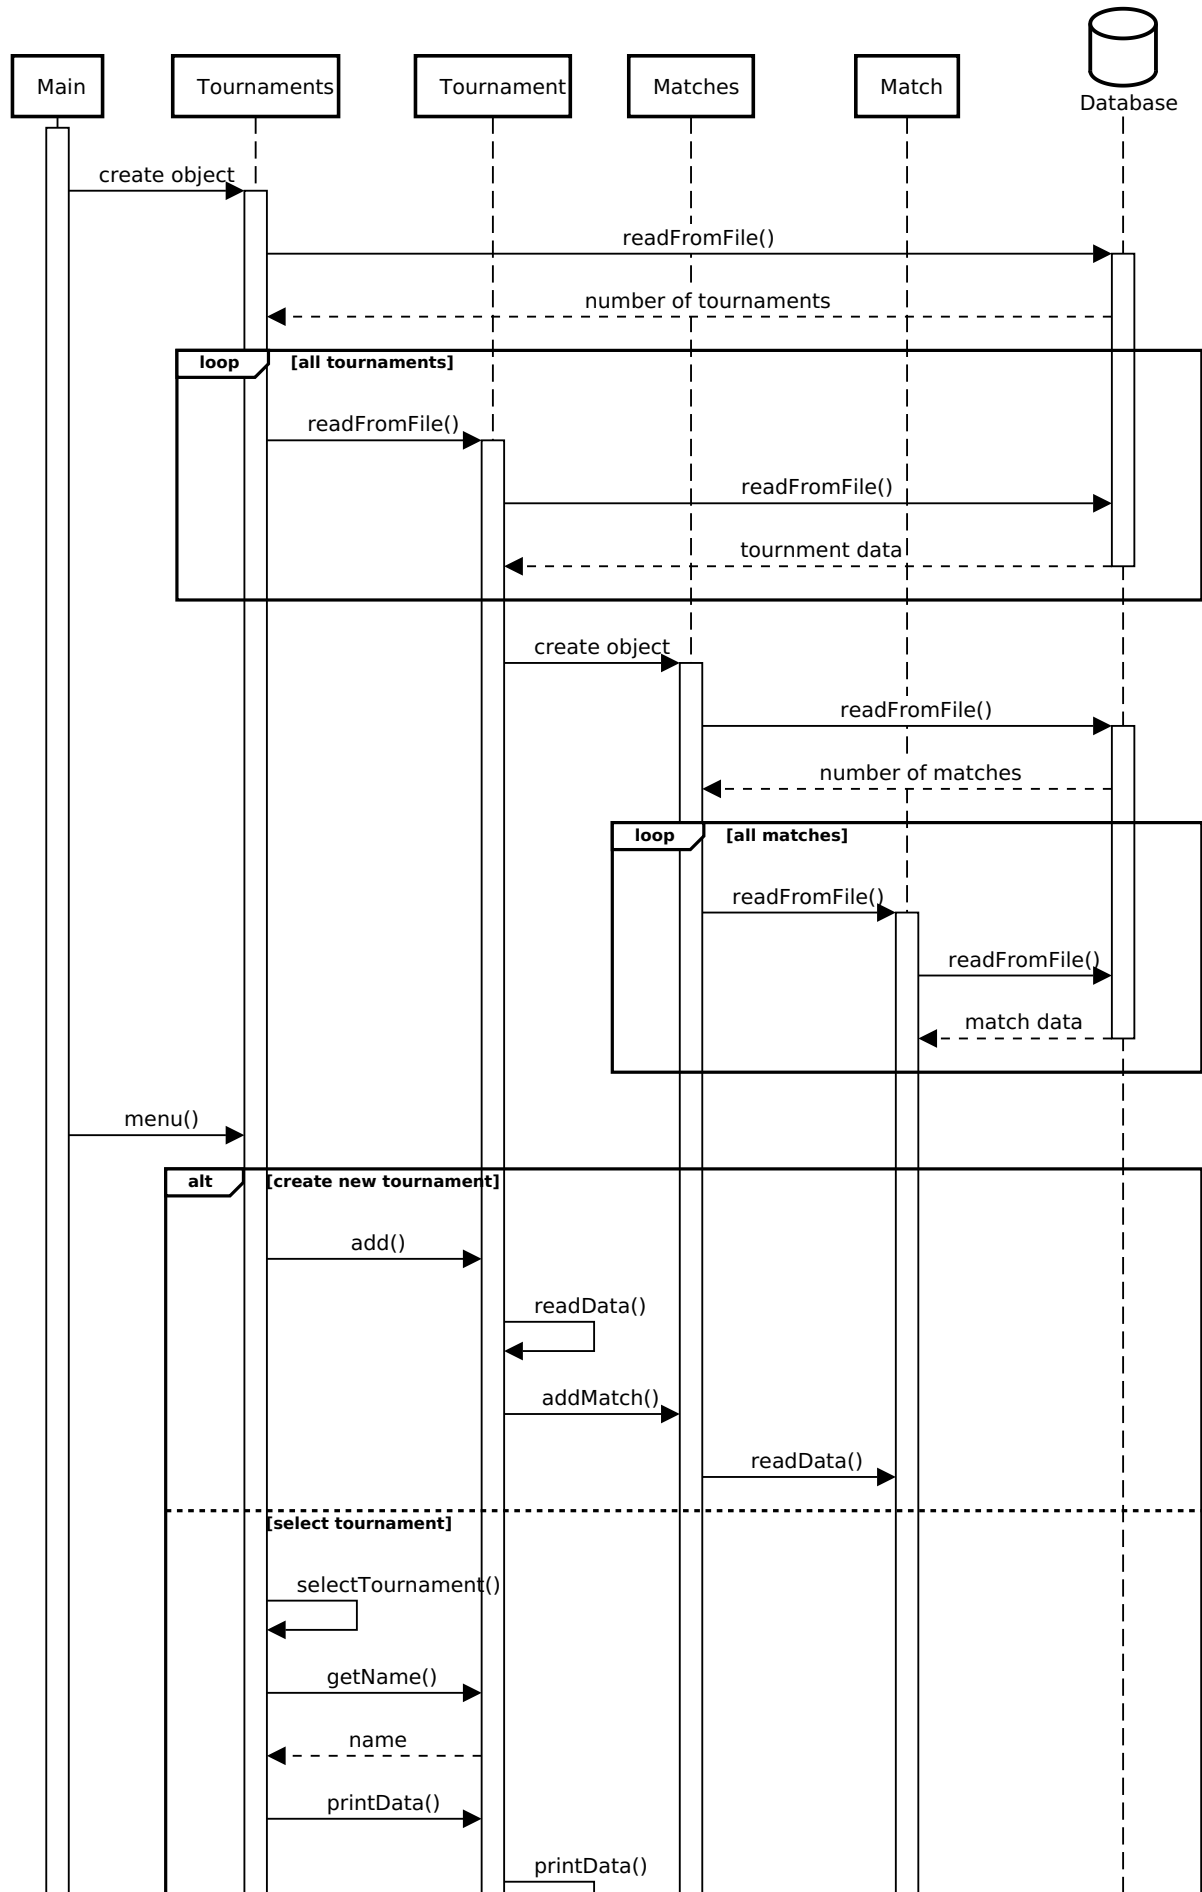 Main
Tournaments
Tournament
Matches
Match
Database
create object
readFromFile()
number of tournaments
loop [all tournaments]
readFromFile()
readFromFile()
tournment data
create object
readFromFile()
number of matches
loop [all matches]
readFromFile()
readFromFile()
match data
menu()
alt [create new tournament]
add()
readData()
addMatch()
readData()
[select tournament]
selectTournament()
getName()
name
printData()
printData()